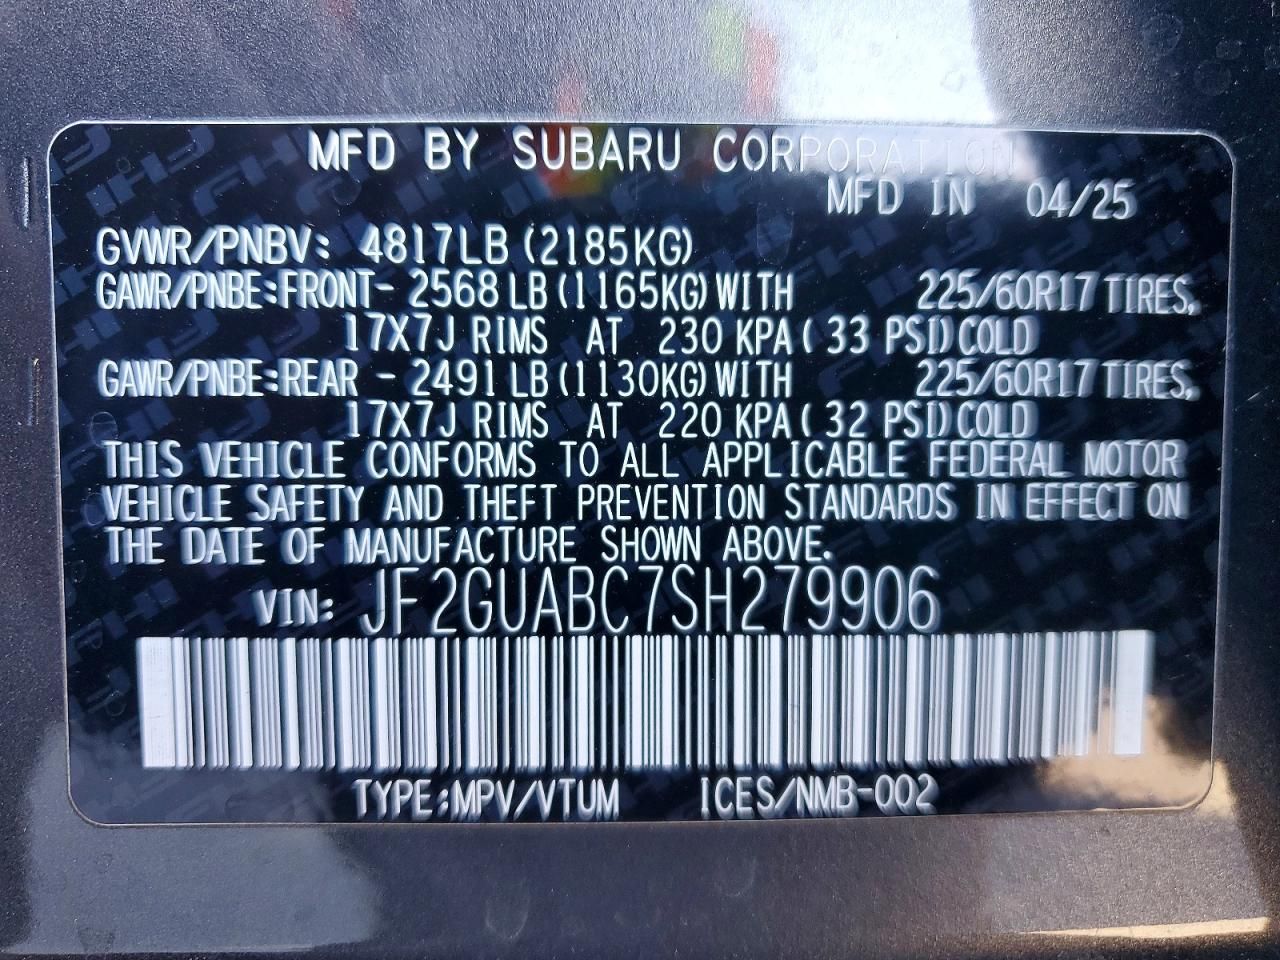 MFD BY SUBARU CORPORATION
MFD IN 04/25
GVWR/PNBV: 4817LB (2185KG)
GAWR/PNBE:FRONT- 2568 LB (1165KG) WITH 225/60R17 TIRES,
17X7J RIMS AT 230 KPA ( 33 PSI) COLD
GAWR/PNBE:REAR - 2491 LB (1130KG) WITH 225/60R17 TIRES,
17X7J RIMS AT 220 KPA ( 32 PSI) COLD
THIS VEHICLE CONFORMS TO ALL APPLICABLE FEDERAL MOTOR
VEHICLE SAFETY AND THEFT PREVENTION STANDARDS IN EFFECT ON
THE DATE OF MANUFACTURE SHOWN ABOVE.
VIN: JF2GUABC7SH279906
TYPE:MPV/VTUM ICES/NMB-002